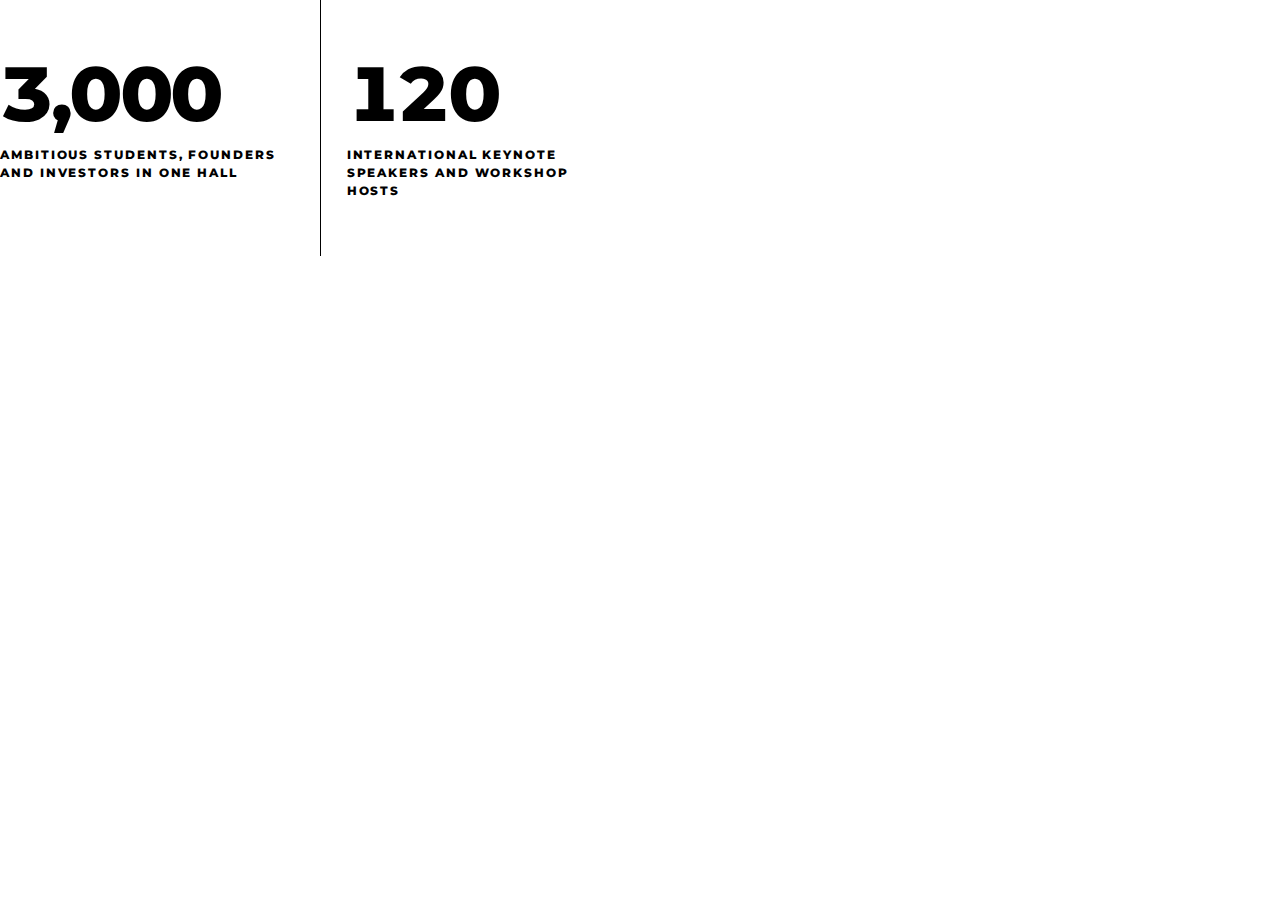 3,000
AMBITIOUS STUDENTS, FOUNDERS
AND INVESTORS IN ONE HALL
120
INTERNATIONAL KEYNOTE
SPEAKERS AND WORKSHOP
HOSTS